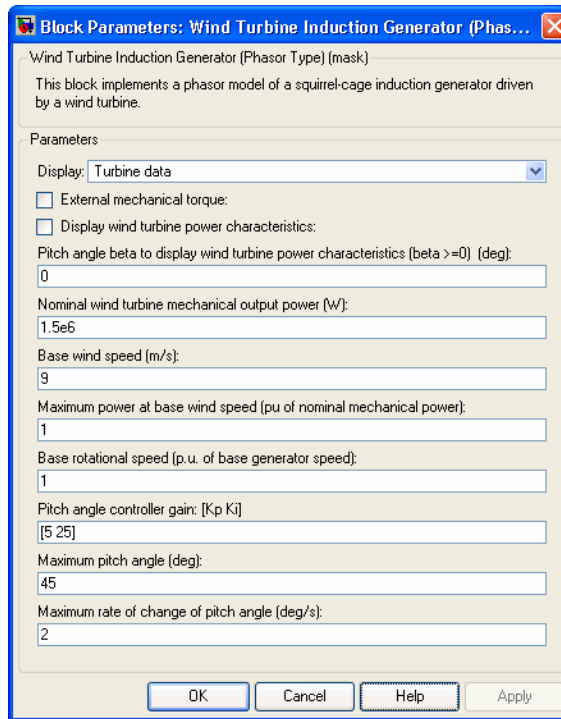 Block Parameters: Wind Turbine Induction Generator (Phas...
Wind Turbine Induction Generator (Phasor Type) (mask)
This block implements a phasor model of a squirrel-cage induction generator driven
by a wind turbine.
Parameters
Display: Turbine data
External mechanical torque:
Display wind turbine power characteristics:
Pitch angle beta to display wind turbine power characteristics (beta >=0) (deg):
0
Nominal wind turbine mechanical output power (W):
1.5e6
Base wind speed (m/s):
9
Maximum power at base wind speed (pu of nominal mechanical power):
1
Base rotational speed (p.u. of base generator speed):
1
Pitch angle controller gain: [Kp Ki]
[5 25]
Maximum pitch angle (deg):
45
Maximum rate of change of pitch angle (deg/s):
2
OK Cancel Help Apply